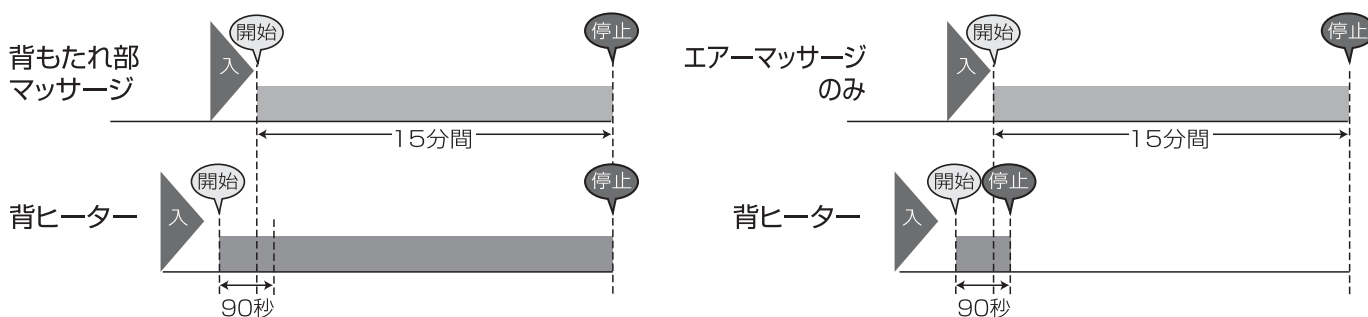 開始
停止
背もたれ部
マッサージ
入
15分間
開始
停止
背ヒーター
入
90秒
開始
停止
エアーマッサージ
のみ
入
15分間
開始
停止
背ヒーター
入
90秒